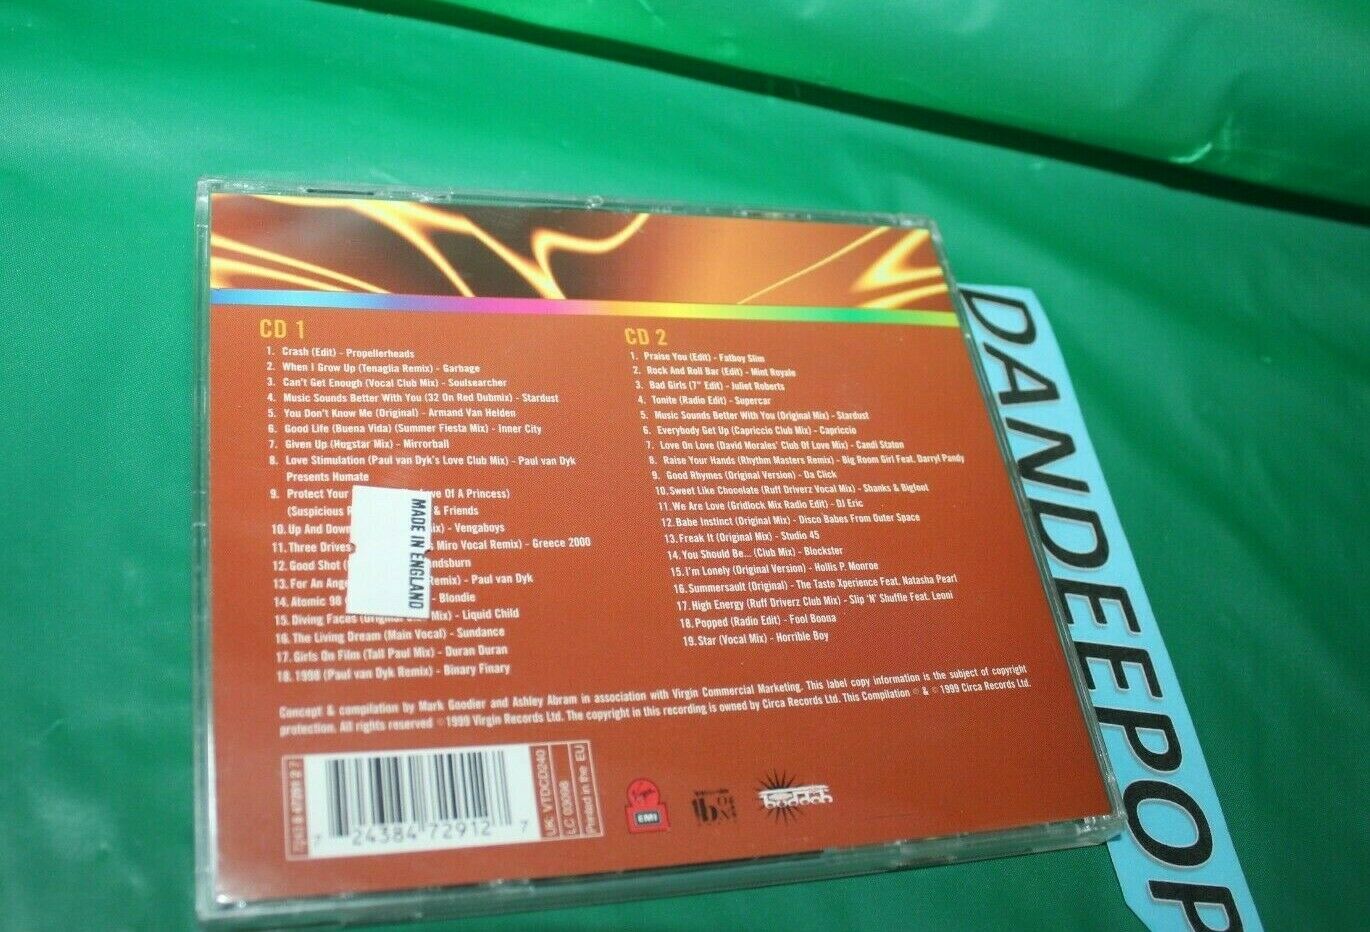 CD 1
1. Crash (Edit) - Propellerheads
2. When I Grow Up (Tenaglia Remix) - Garbage
3. Can't Get Enough (Vocal Club Mix) - Soulsearcher
4. Music Sounds Better With You (32 On Red Dubmix) - Stardust
5. You Don't Know Me (Original) - Armand Van Helden
6. Good Life (Buena Vida) (Summer Fiesta Mix) - Inner City
7. Given Up (Hugstar Mix) - Mirrorball
8. Love Stimulation (Paul van Dyk's Love Club Mix) - Paul van Dyk
Presents Humate
9. Protect Your Of A Princess)
(Suspicious & Friends
10. Up And Down - Vengaboys
11. Three Drives Miro Vocal Remix) - Greece 2000
12. Good Shot
13. For An Remix) - Paul van Dyk
14. Atomic 98 - Blondie
15. Diving Faces Mix) - Liquid Child
16. The Living Dream (Main Vocal) - Sundance
17. Girls On Film (Tall Paul Mix) - Duran Duran
18. 1998 (Paul van Dyk Remix) - Binary Finary
MADE IN ENGLAND
CD 2
1. Praise You (Edit) - Fatboy Slim
2. Rock And Roll Bar (Edit) - Mint Royale
3. Bad Girls (7" Edit) - Juliet Roberts
4. Tonite (Radio Edit) - Supercar
5. Music Sounds Better With You (Original Mix) - Stardust
6. Everybody Get Up (Capriccio Club Mix) - Capriccio
7. Love On Love (David Morales' Club Of Love Mix) - Candi Staton
8. Raise Your Hands (Rhythm Masters Remix) - Big Room Girl Feat. Darryl Pandy
9. Good Rhymes (Original Version) - Da Click
10. Sweet Like Chocolate (Ruff Driverz Vocal Mix) - Shanks & Bigfoot
11. We Are Love (Gridlock Mix Radio Edit) - DJ Eric
12. Babe Instinct (Original Mix) - Disco Babes From Outer Space
13. Freak It (Original Mix) - Studio 45
14. You Should Be... (Club Mix) - Blockster
15. I'm Lonely (Original Version) - Hollis P. Monroe
16. Summersault (Original) - The Taste Xperience Feat. Natasha Pearl
17. High Energy (Ruff Driverz Club Mix) - Slip 'N' Shuffle Feat. Leoni
18. Popped (Radio Edit) - Fool Boona
19. Star (Vocal Mix) - Horrible Boy
Concept & compilation by Mark Goodier and Ashley Abram in association with Virgin Commercial Marketing. This label copy information is the subject of copyright
protection. All rights reserved ©1999 Virgin Records Ltd. The copyright in this recording is owned by Circa Records Ltd. This Compilation ℗ & © 1999 Circa Records Ltd.
7 24384 72912 7
UK: VTDCD240
LC 03098
Printed in the EU
Virgin
EMI
buddah
DANDEEPOP